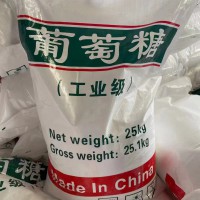 葡萄糖
(工业级)
Net weight: 25kg
Gross weight: 25.1kg
Made In China